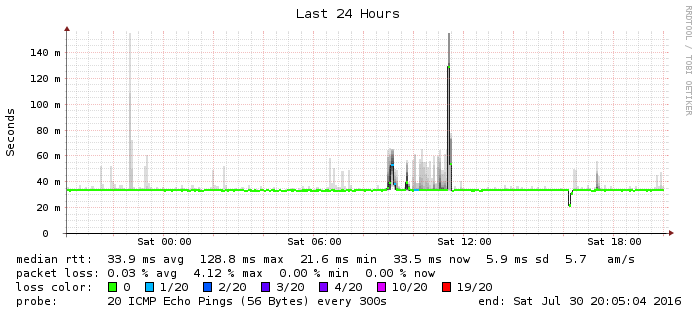 Last 24 Hours
RRDTOOL / TOBI OETIKER
Seconds
140 m
120 m
100 m
80 m
60 m
40 m
20 m
0
Sat 00:00 Sat 06:00 Sat 12:00 Sat 18:00
median rtt: 33.9 ms avg 128.8 ms max 21.6 ms min 33.5 ms now 5.9 ms sd 5.7 am/s
packet loss: 0.03 % avg 4.12 % max 0.00 % min 0.00 % now
loss color: 0 1/20 2/20 3/20 4/20 10/20 19/20
probe: 20 ICMP Echo Pings (56 Bytes) every 300s end: Sat Jul 30 20:05:04 2016